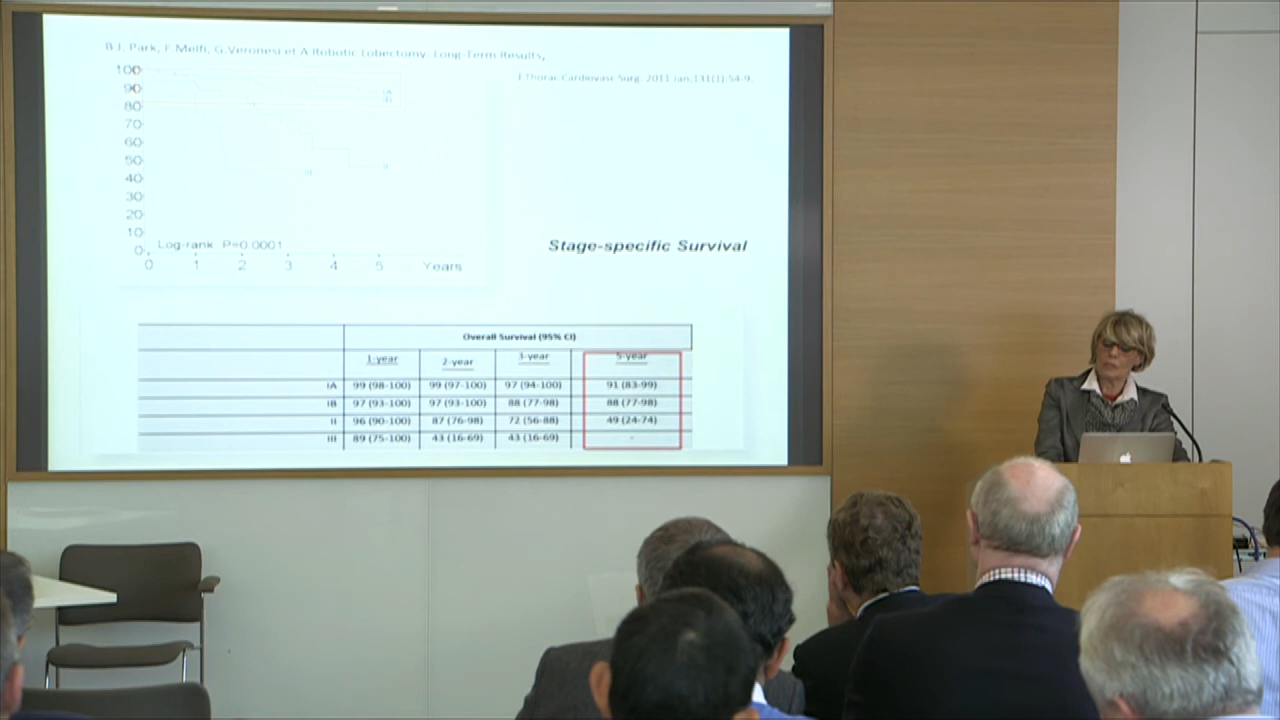 B.J. Park, F.Melfi, G.Veronesi et A Robotic Lobectomy: Long-Term Results,
J Thorac Cardiovasc Surg. 2011 Jan;131(1):54-9.
100
90
80
70
60
50
40
30
20
10
0
Log-rank P=0.0001
0 1 2 3 4 5 Years
Stage-specific Survival
Overall Survival (95% CI)
1-year 2-year 3-year 5-year
IA 99 (98-100) 99 (97-100) 97 (94-100) 91 (83-99)
IB 97 (93-100) 97 (93-100) 88 (77-98) 88 (77-98)
II 96 (90-100) 87 (76-98) 72 (56-88) 49 (24-74)
III 89 (75-100) 43 (16-69) 43 (16-69) -